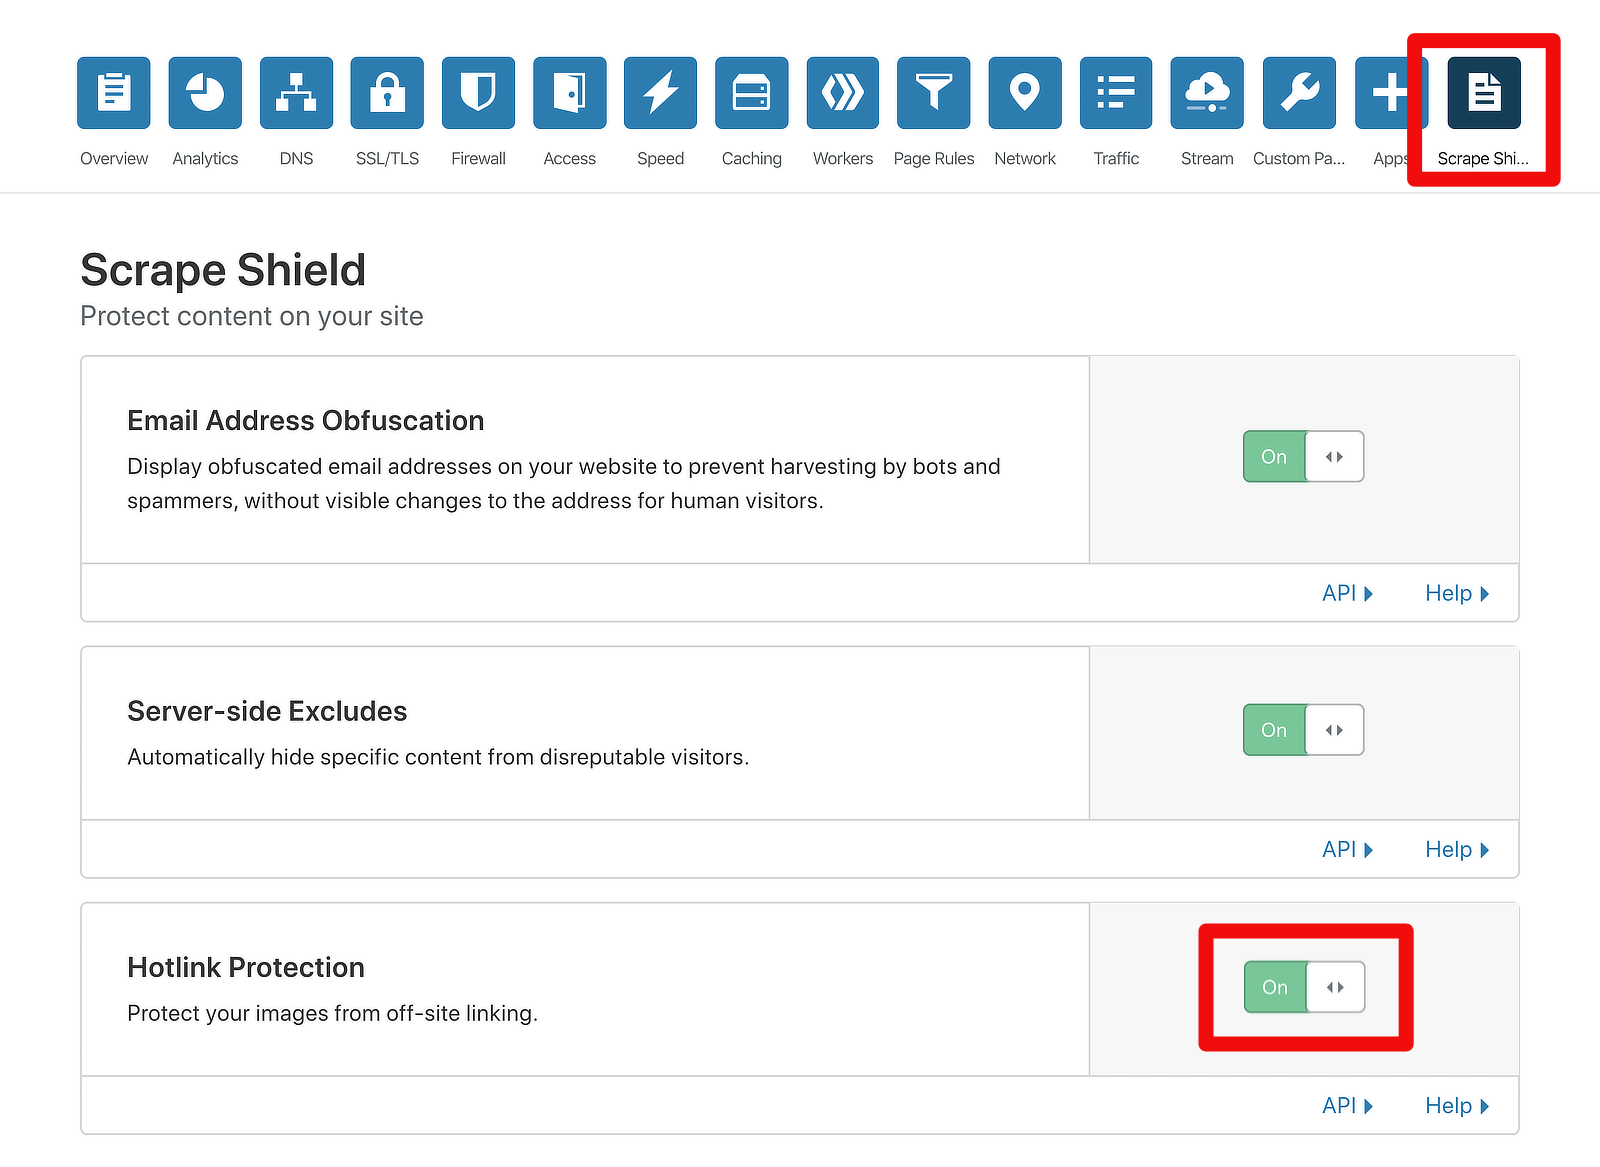 Overview Analytics DNS SSL/TLS Firewall Access Speed Caching Workers Page Rules Network Traffic Stream Custom Pa... Apps Scrape Shi...
Scrape Shield
Protect content on your site
Email Address Obfuscation
Display obfuscated email addresses on your website to prevent harvesting by bots and
spammers, without visible changes to the address for human visitors.
On
API Help
Server-side Excludes
Automatically hide specific content from disreputable visitors.
On
API Help
Hotlink Protection
Protect your images from off-site linking.
On
API Help